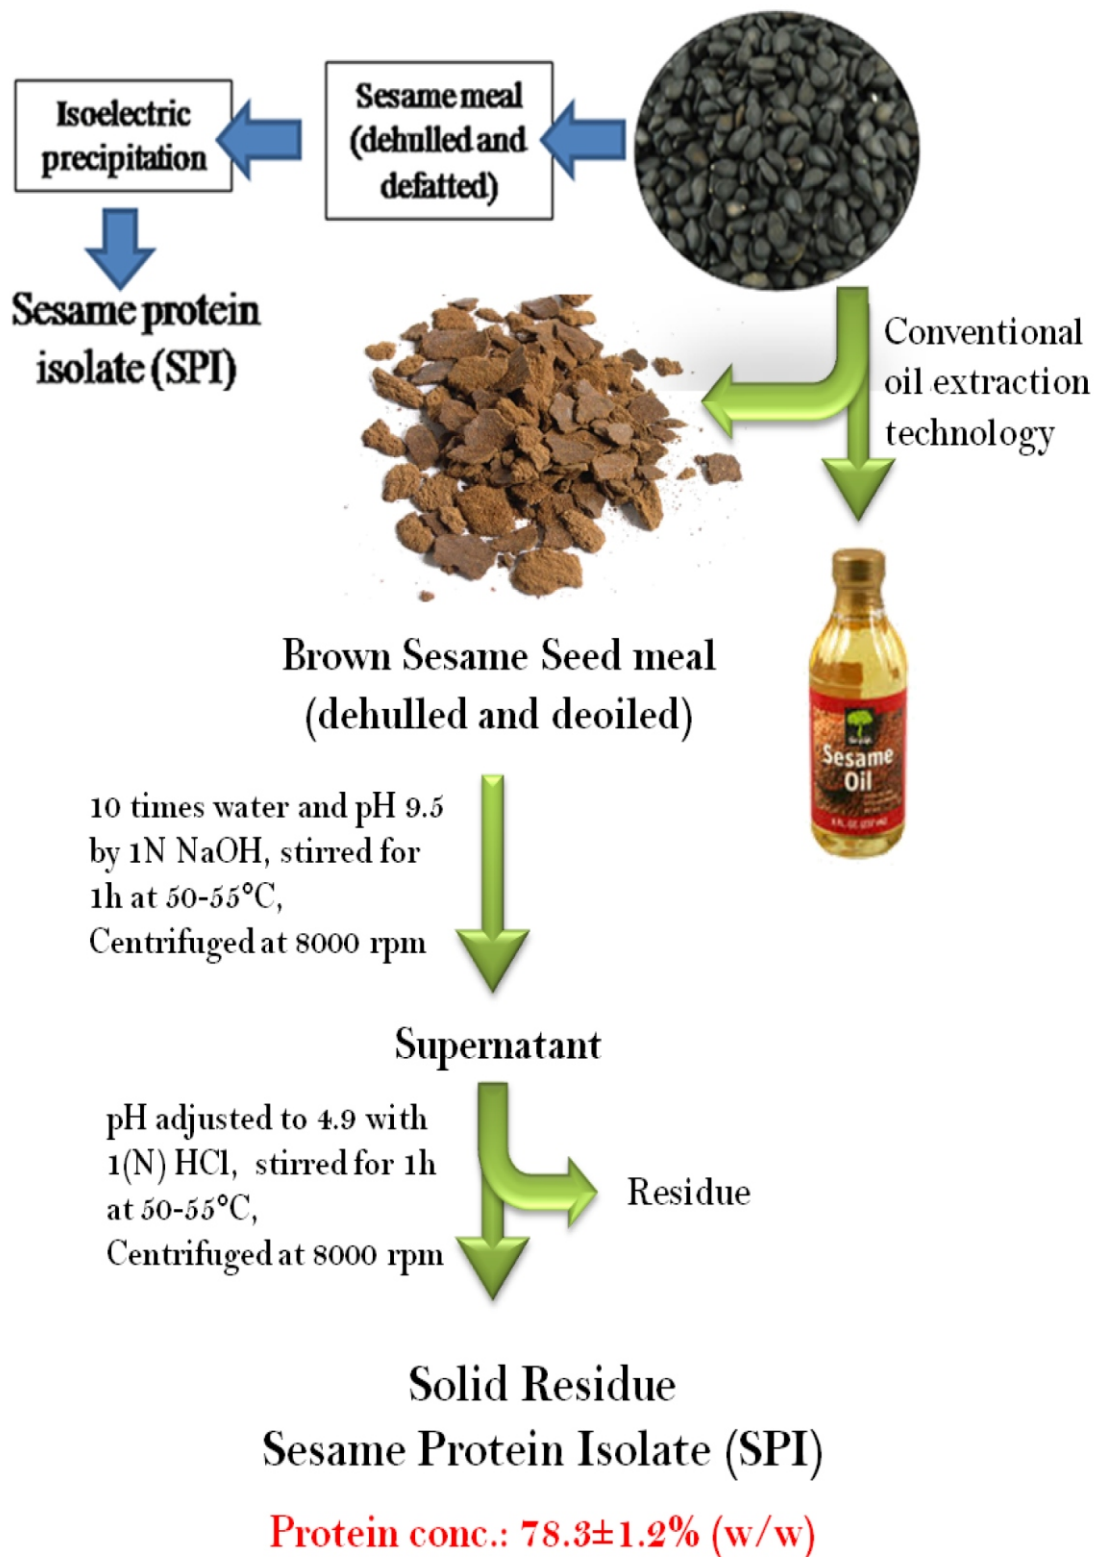 Isoelectric
precipitation
Sesame meal
(dehulled and
defatted)
Sesame protein
isolate (SPI)
Conventional
oil extraction
technology
Brown Sesame Seed meal
(dehulled and deoiled)
Sesame
Oil
10 times water and pH 9.5
by 1N NaOH, stirred for
1h at 50-55°C,
Centrifuged at 8000 rpm
Supernatant
pH adjusted to 4.9 with
1(N) HCl, stirred for 1h
at 50-55°C,
Centrifuged at 8000 rpm
Residue
Solid Residue
Sesame Protein Isolate (SPI)
Protein conc.: 78.3±1.2% (w/w)